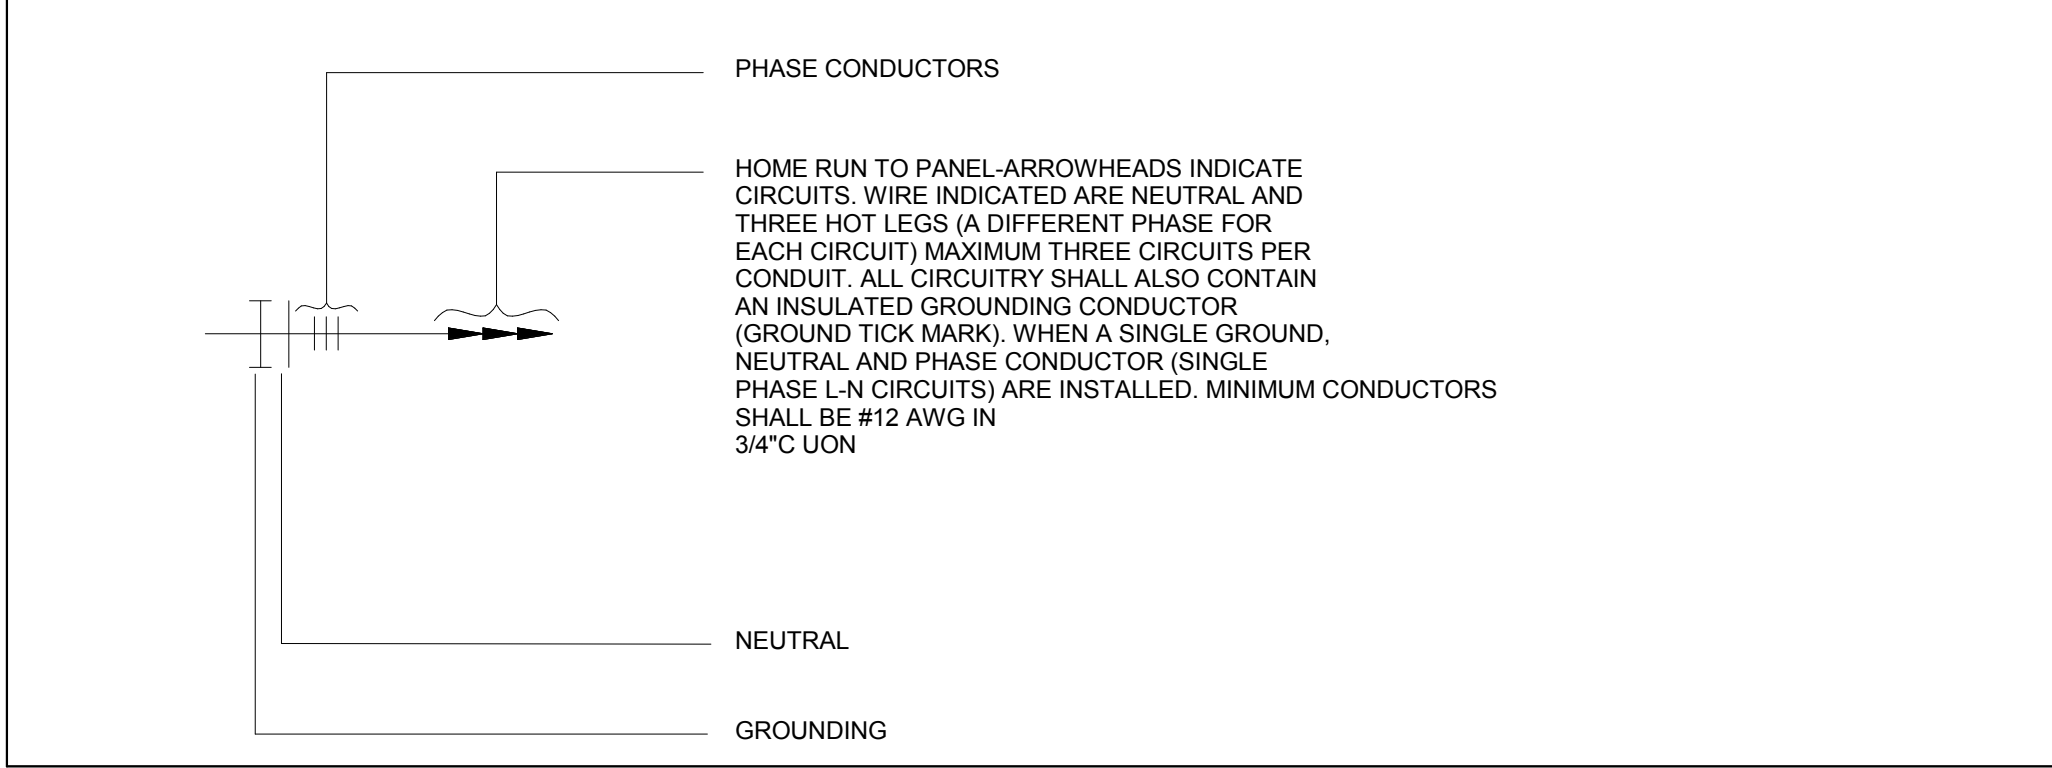 PHASE CONDUCTORS
HOME RUN TO PANEL-ARROWHEADS INDICATE
CIRCUITS. WIRE INDICATED ARE NEUTRAL AND
THREE HOT LEGS (A DIFFERENT PHASE FOR
EACH CIRCUIT) MAXIMUM THREE CIRCUITS PER
CONDUIT. ALL CIRCUITRY SHALL ALSO CONTAIN
AN INSULATED GROUNDING CONDUCTOR
(GROUND TICK MARK). WHEN A SINGLE GROUND,
NEUTRAL AND PHASE CONDUCTOR (SINGLE
PHASE L-N CIRCUITS) ARE INSTALLED. MINIMUM CONDUCTORS
SHALL BE #12 AWG IN
3/4"C UON
NEUTRAL
GROUNDING